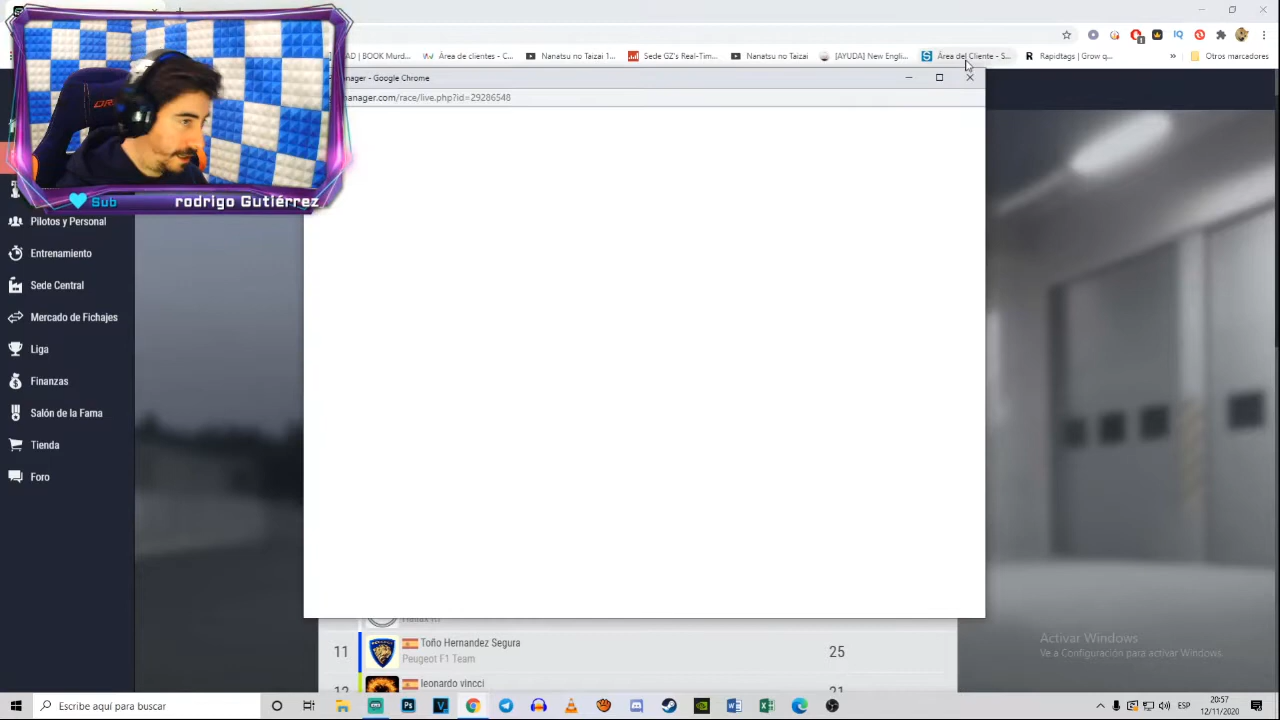 AD | BOOK Murd...
Área de clientes - C...
Nanatsu no Taizai 1...
Sede GZ's Real-Tim...
Nanatsu no Taizai
[AYUDA] New Engli...
Área del Cliente - S...
Rapidtags | Grow q...
»
Otros marcadores
anager - Google Chrome
manager.com/race/live.php?id=29286548
sub
rodrigo Gutiérrez
Pilotos y Personal
Entrenamiento
Sede Central
Mercado de Fichajes
Liga
Finanzas
Salón de la Fama
Tienda
Foro
11
Toño Hernandez Segura
Peugeot F1 Team
25
12
leonardo vincci
21
Activar Windows
Ve a Configuración para activar Windows.
Escribe aquí para buscar
ESP
20:57
12/11/2020